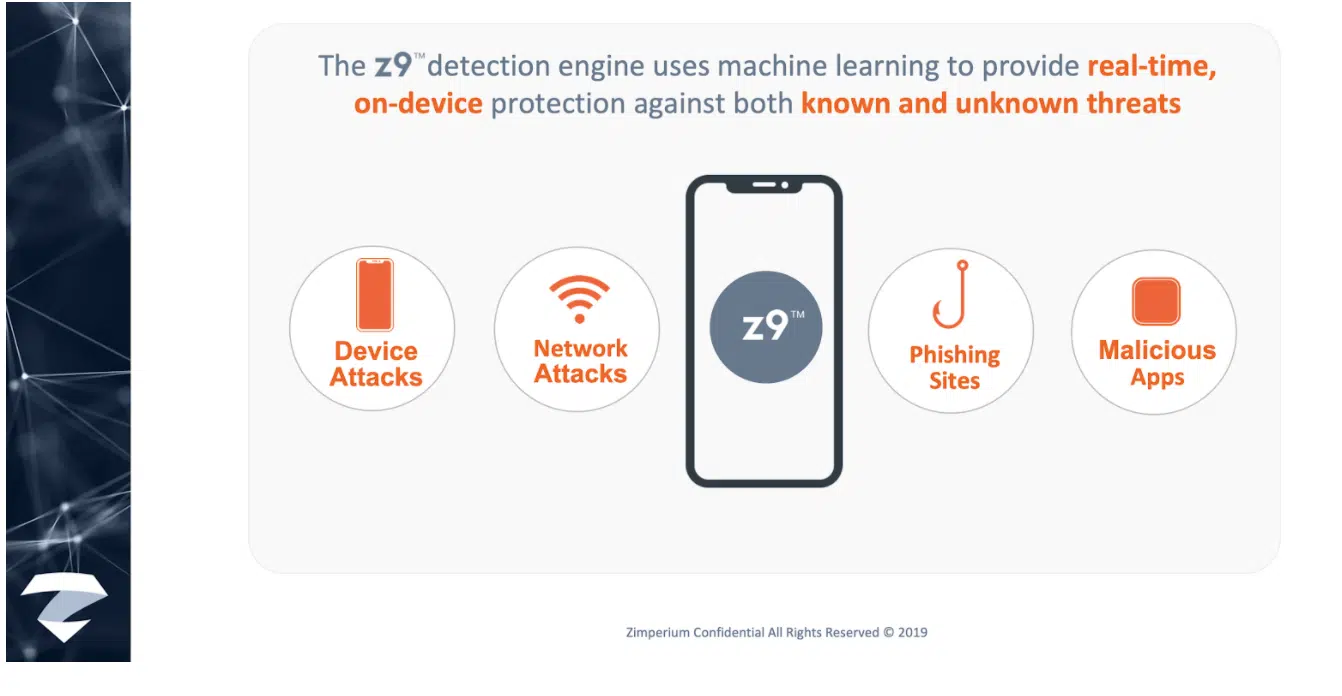 The z9™ detection engine uses machine learning to provide real-time,
on-device protection against both known and unknown threats
Device
Attacks
Network
Attacks
z9™
Phishing
Sites
Malicious
Apps
Zimperium Confidential All Rights Reserved © 2019